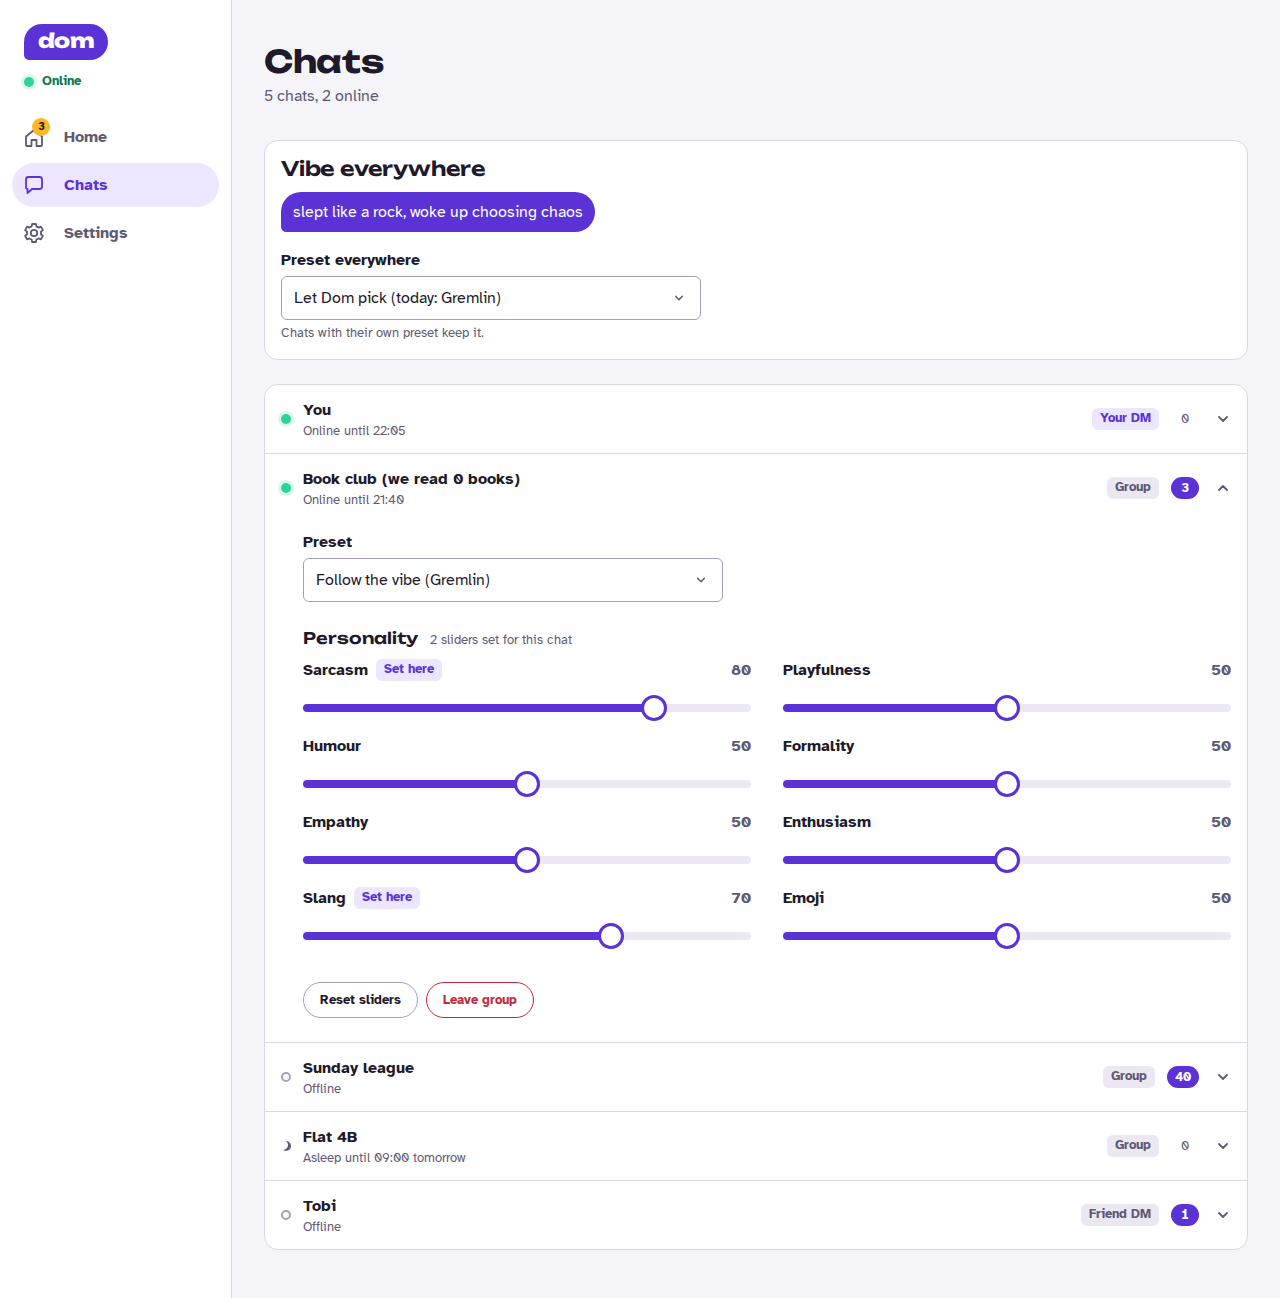 dom
Online
3
Home
Chats
Settings
Chats
5 chats, 2 online
Vibe everywhere
slept like a rock, woke up choosing chaos
Preset everywhere
Let Dom pick (today: Gremlin)
Chats with their own preset keep it.
You
Online until 22:05
Your DM 0
Book club (we read 0 books)
Online until 21:40
Group 3
Preset
Follow the vibe (Gremlin)
Personality 2 sliders set for this chat
Sarcasm Set here 80
Playfulness 50
Humour 50
Formality 50
Empathy 50
Enthusiasm 50
Slang Set here 70
Emoji 50
Reset sliders Leave group
Sunday league
Offline
Group 40
Flat 4B
Asleep until 09:00 tomorrow
Group 0
Tobi
Offline
Friend DM 1